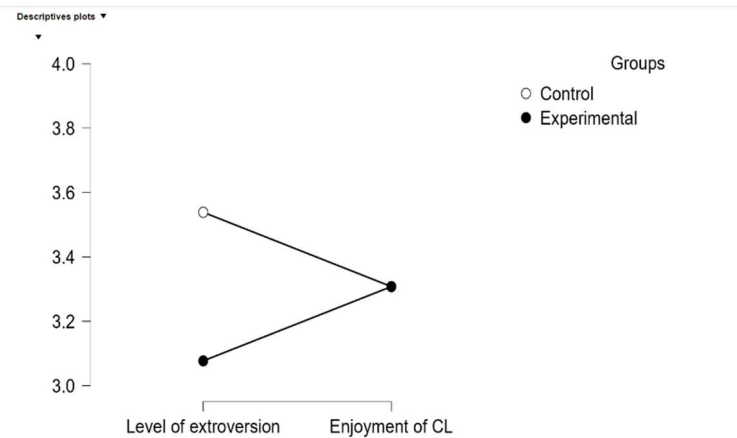 Descriptives plots ▼
▼
4.0
3.8
3.6
3.4
3.2
3.0
Level of extroversion Enjoyment of CL
Groups
Control
Experimental